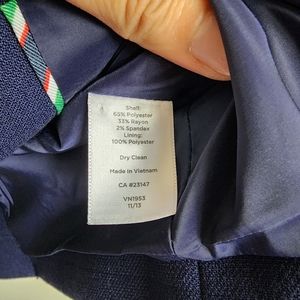 Shell:
65% Polyester
33% Rayon
2% Spandex
Lining:
100% Polyester
Dry Clean
Made in Vietnam
CA #23147
VN1953
11/13